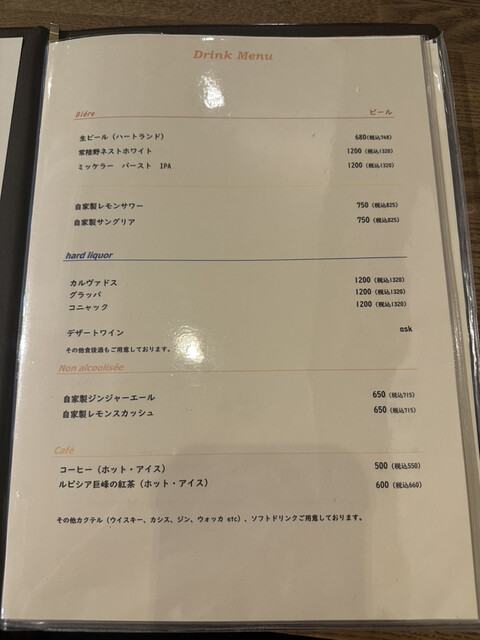 Drink Menu
Biére ビール
生ビール（ハートランド） 680(税込748)
常陸野ネストホワイト 1200 (税込1320)
ミッケラー バースト IPA 1200 (税込1320)
自家製レモンサワー 750 (税込825)
自家製サングリア 750 (税込825)
hard liquor
カルヴァドス 1200 (税込1320)
グラッパ 1200 (税込1320)
コニャック 1200 (税込1320)
デザートワイン ask
その他食後酒もご用意しております。
Non alcoolisée
自家製ジンジャーエール 650 (税込715)
自家製レモンスカッシュ 650 (税込715)
Café
コーヒー（ホット・アイス） 500 (税込550)
ルピシア巨峰の紅茶（ホット・アイス） 600 (税込660)
その他カクテル（ウイスキー、カシス、ジン、ウォッカ etc）、ソフトドリンクご用意しております。